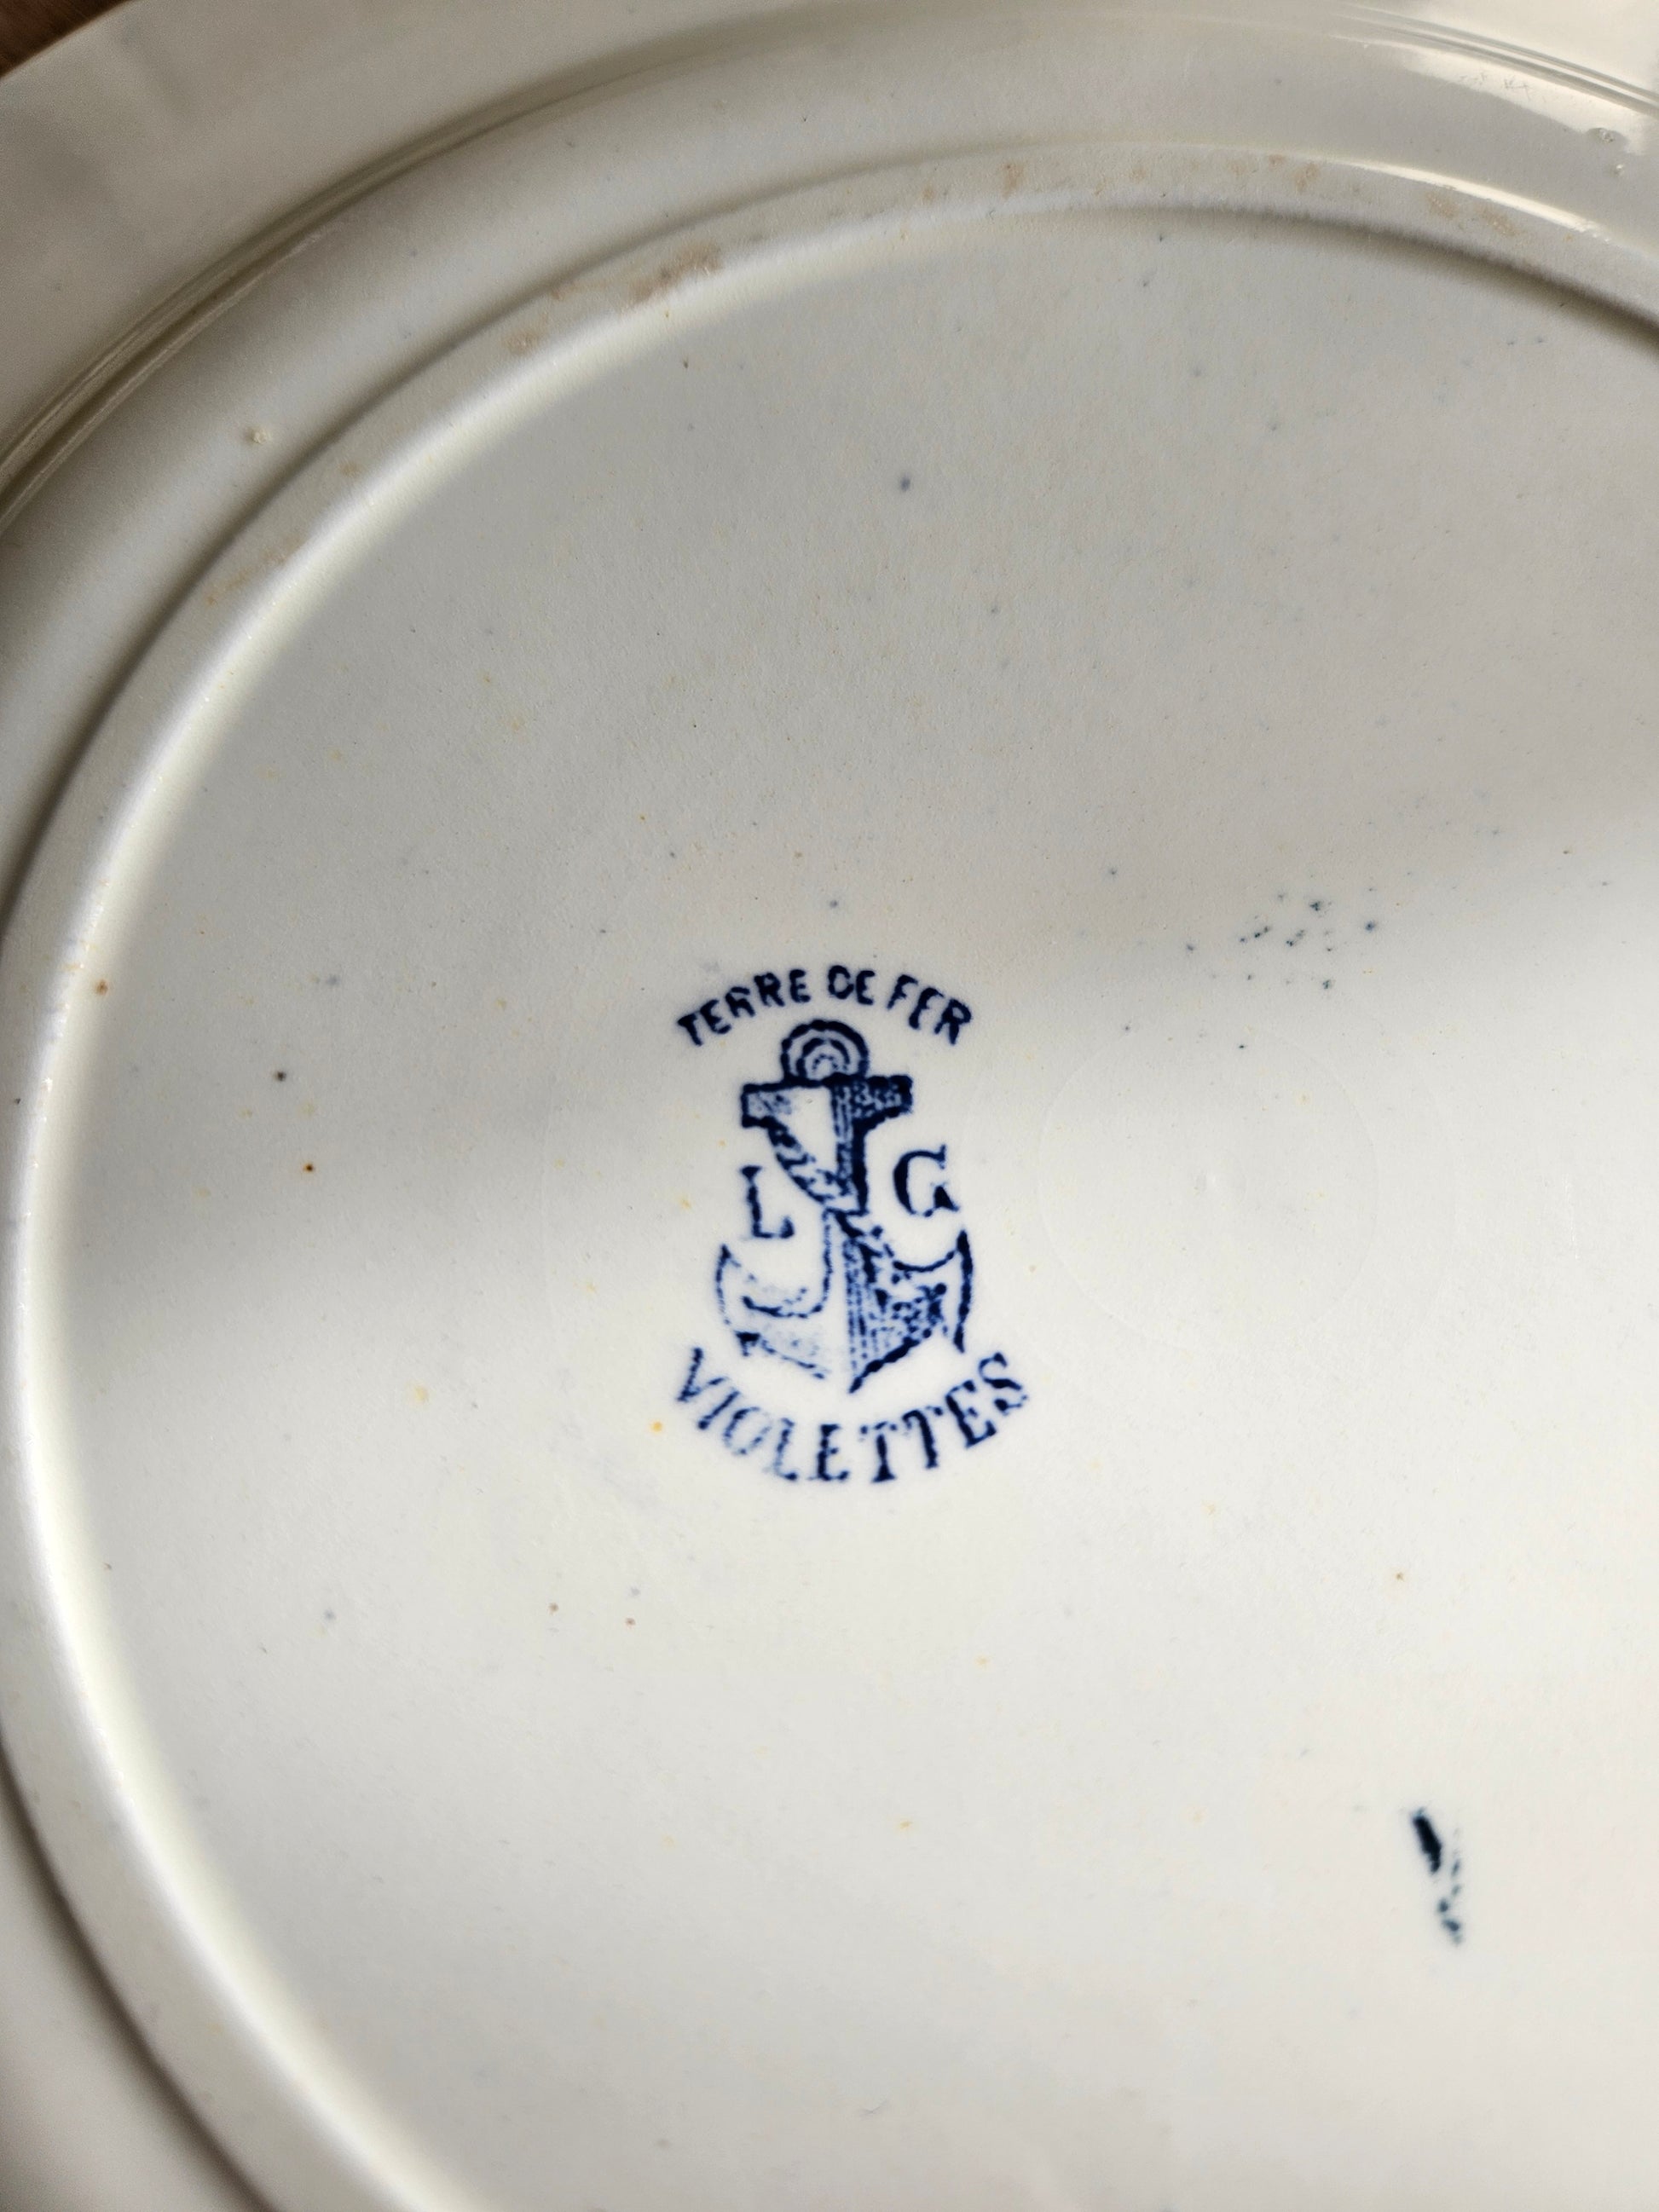 TERRE DE FER
L G
VIOLETTES